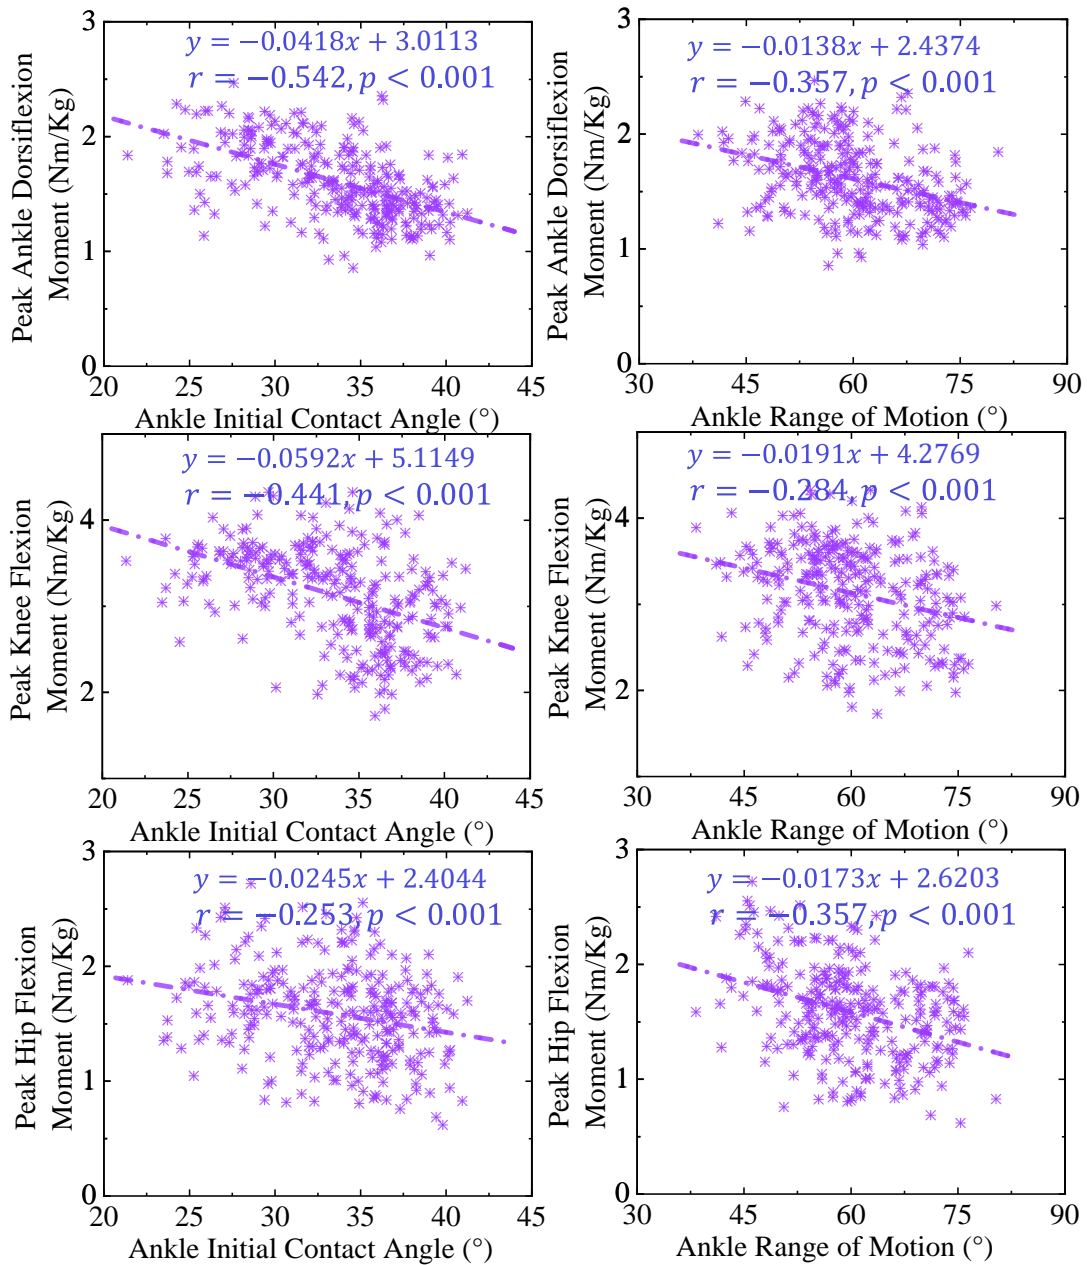 y = −0.0418x + 3.0113
r = −0.542, p < 0.001
Peak Ankle Dorsiflexion
Moment (Nm/Kg)
3
2
1
0
20 25 30 35 40 45
Ankle Initial Contact Angle (°)
y = −0.0138x + 2.4374
r = −0.357, p < 0.001
Peak Ankle Dorsiflexion
Moment (Nm/Kg)
3
2
1
0
30 45 60 75 90
Ankle Range of Motion (°)
y = −0.0592x + 5.1149
r = −0.441, p < 0.001
Peak Knee Flexion
Moment (Nm/Kg)
4
2
20 25 30 35 40 45
Ankle Initial Contact Angle (°)
y = −0.0191x + 4.2769
r = −0.284, p < 0.001
Peak Knee Flexion
Moment (Nm/Kg)
4
2
30 45 60 75 90
Ankle Range of Motion (°)
y = −0.0245x + 2.4044
r = −0.253, p < 0.001
Peak Hip Flexion
Moment (Nm/Kg)
3
2
1
0
20 25 30 35 40 45
Ankle Initial Contact Angle (°)
y = −0.0173x + 2.6203
r = −0.357, p < 0.001
Peak Hip Flexion
Moment (Nm/Kg)
3
2
1
0
30 45 60 75 90
Ankle Range of Motion (°)